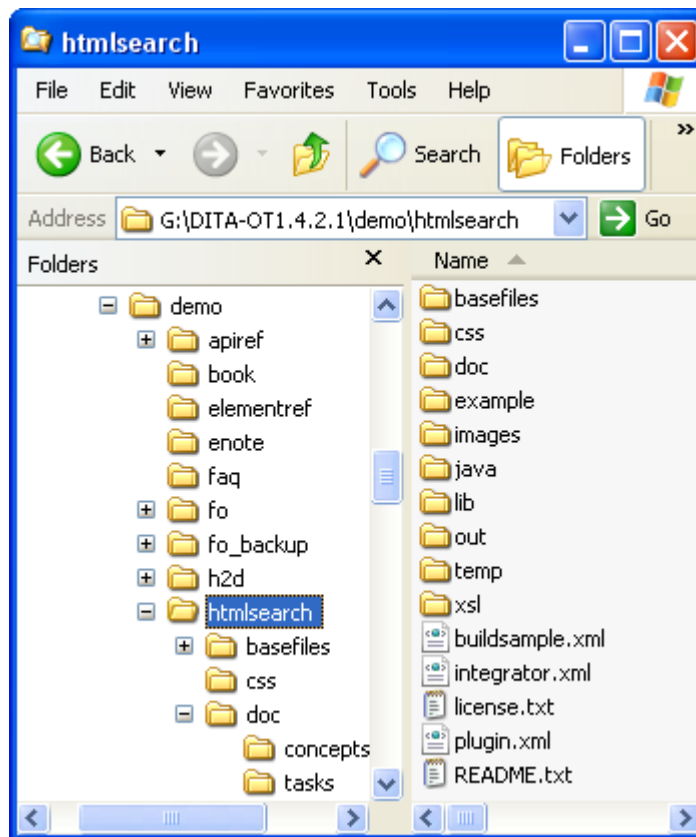 htmlsearch
File Edit View Favorites Tools Help
Back Search Folders »
Address G:\DITA-OT1.4.2.1\demo\htmlsearch Go
Folders
demo
apiref
book
elementref
enote
faq
fo
fo_backup
h2d
htmlsearch
basefiles
css
doc
concepts
tasks
Name
basefiles
css
doc
example
images
java
lib
out
temp
xsl
buildsample.xml
integrator.xml
license.txt
plugin.xml
README.txt